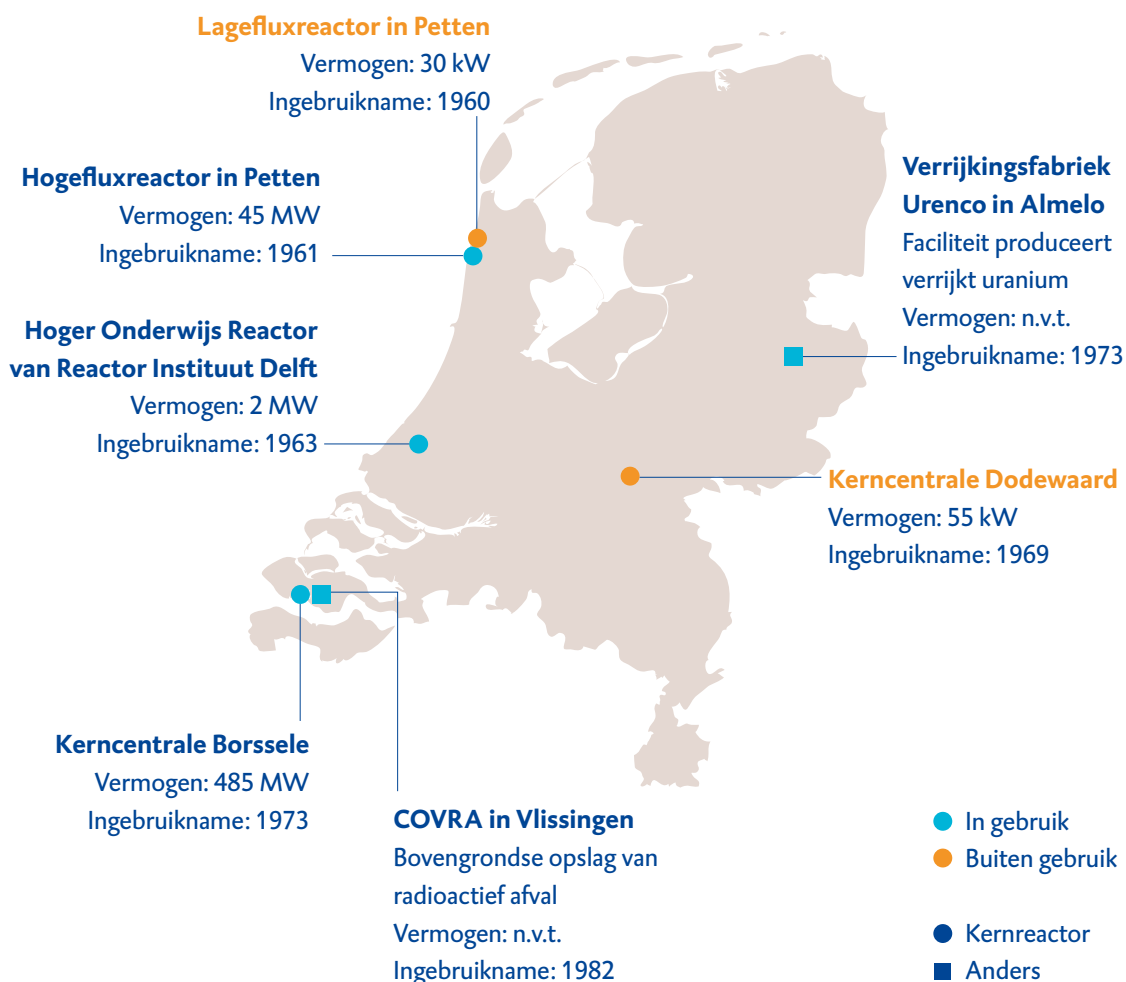 Lagefluxreactor in Petten
Vermogen: 30 kW
Ingebruikname: 1960
Hogefluxreactor in Petten
Vermogen: 45 MW
Ingebruikname: 1961
Hoger Onderwijs Reactor
van Reactor Instituut Delft
Vermogen: 2 MW
Ingebruikname: 1963
Verrijkingsfabriek
Urenco in Almelo
Faciliteit produceert
verrijkt uranium
Vermogen: n.v.t.
Ingebruikname: 1973
Kerncentrale Dodewaard
Vermogen: 55 kW
Ingebruikname: 1969
Kerncentrale Borssele
Vermogen: 485 MW
Ingebruikname: 1973
COVRA in Vlissingen
Bovengrondse opslag van
radioactief afval
Vermogen: n.v.t.
Ingebruikname: 1982
In gebruik
Buiten gebruik
Kernreactor
Anders